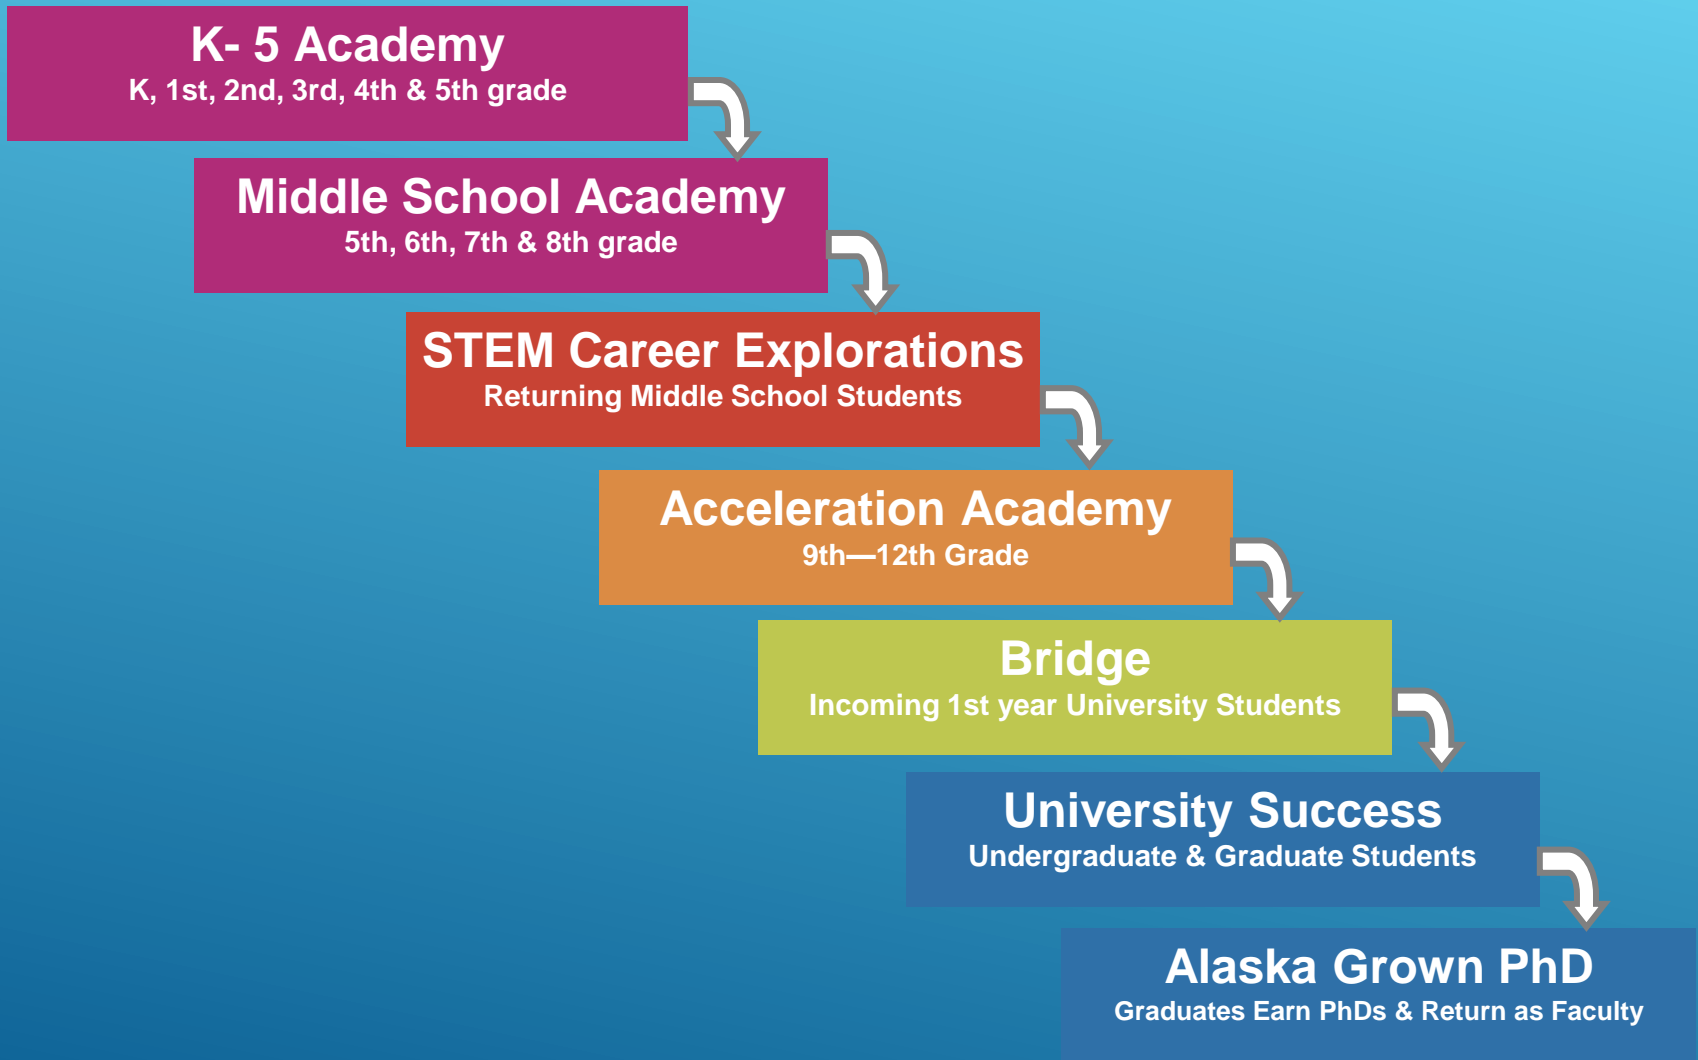 K- 5 Academy
K, 1st, 2nd, 3rd, 4th & 5th grade
Middle School Academy
5th, 6th, 7th & 8th grade
STEM Career Explorations
Returning Middle School Students
Acceleration Academy
9th—12th Grade
Bridge
Incoming 1st year University Students
University Success
Undergraduate & Graduate Students
Alaska Grown PhD
Graduates Earn PhDs & Return as Faculty